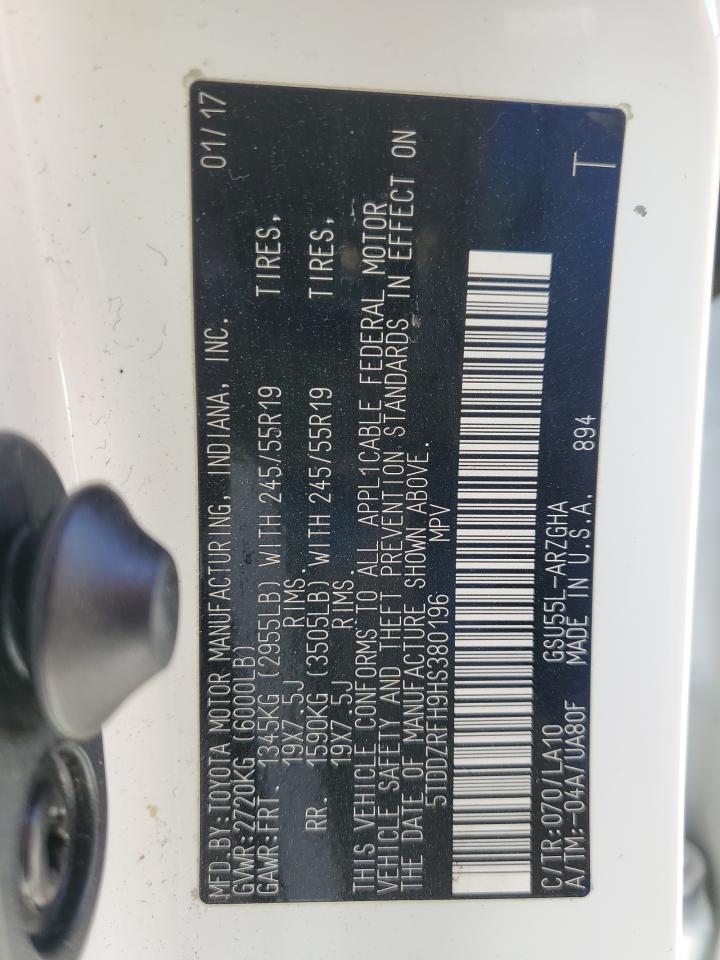 MFD.BY:TOYOTA MOTOR MANUFACTURING, INDIANA, INC. 01/17
GVWR:2720KG (6000LB)
GAWR:FRT. 1345KG (2955LB) WITH 245/55R19 TIRES,
19X7.5J RIMS.
RR. 1590KG (3505LB) WITH 245/55R19 TIRES,
19X7.5J RIMS.
THIS VEHICLE CONFORMS TO ALL APPLICABLE FEDERAL MOTOR
VEHICLE SAFETY AND THEFT PREVENTION STANDARDS IN EFFECT ON
THE DATE OF MANUFACTURE SHOWN ABOVE.
5TDDZRFH9HS380196 MPV
C/TR:070/LA10 GSU55L-ARZGHA
A/TM:-04A/UA80F MADE IN U.S.A. 894 T